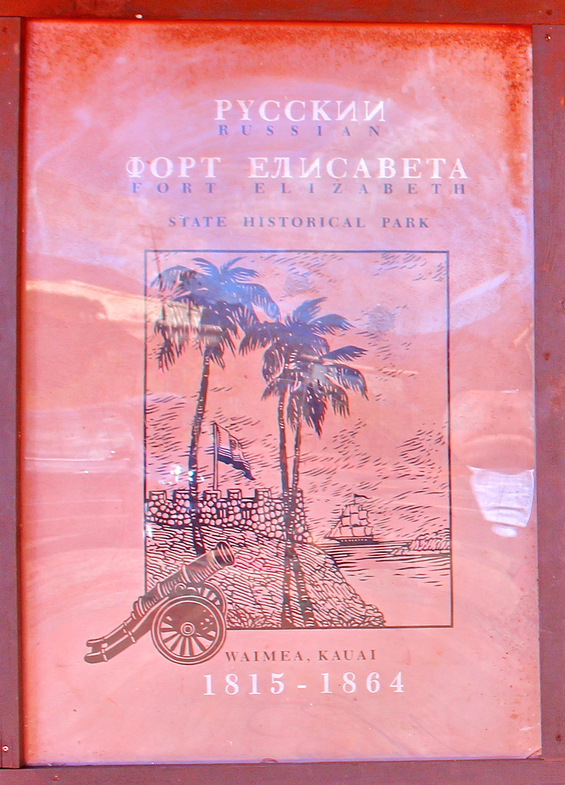 РУССКИИ
RUSSIAN
ФОРТ ЕЛИСАВЕТА
FORT ELIZABETH
STATE HISTORICAL PARK
WAIMEA, KAUAI
1815-1864